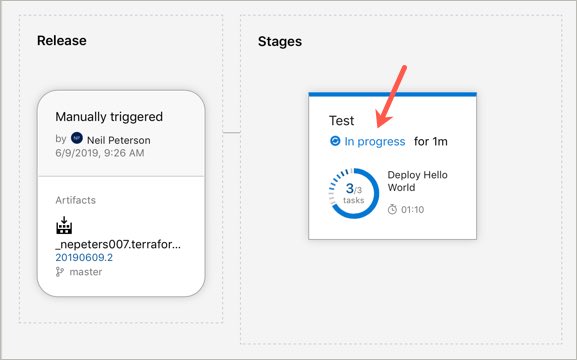 Release
Manually triggered
by NP Neil Peterson
6/9/2019, 9:26 AM
Artifacts
_nepeters007.terrafor...
20190609.2
master
Stages
Test
In progress for 1m
3/3
tasks
Deploy Hello
World
01:10